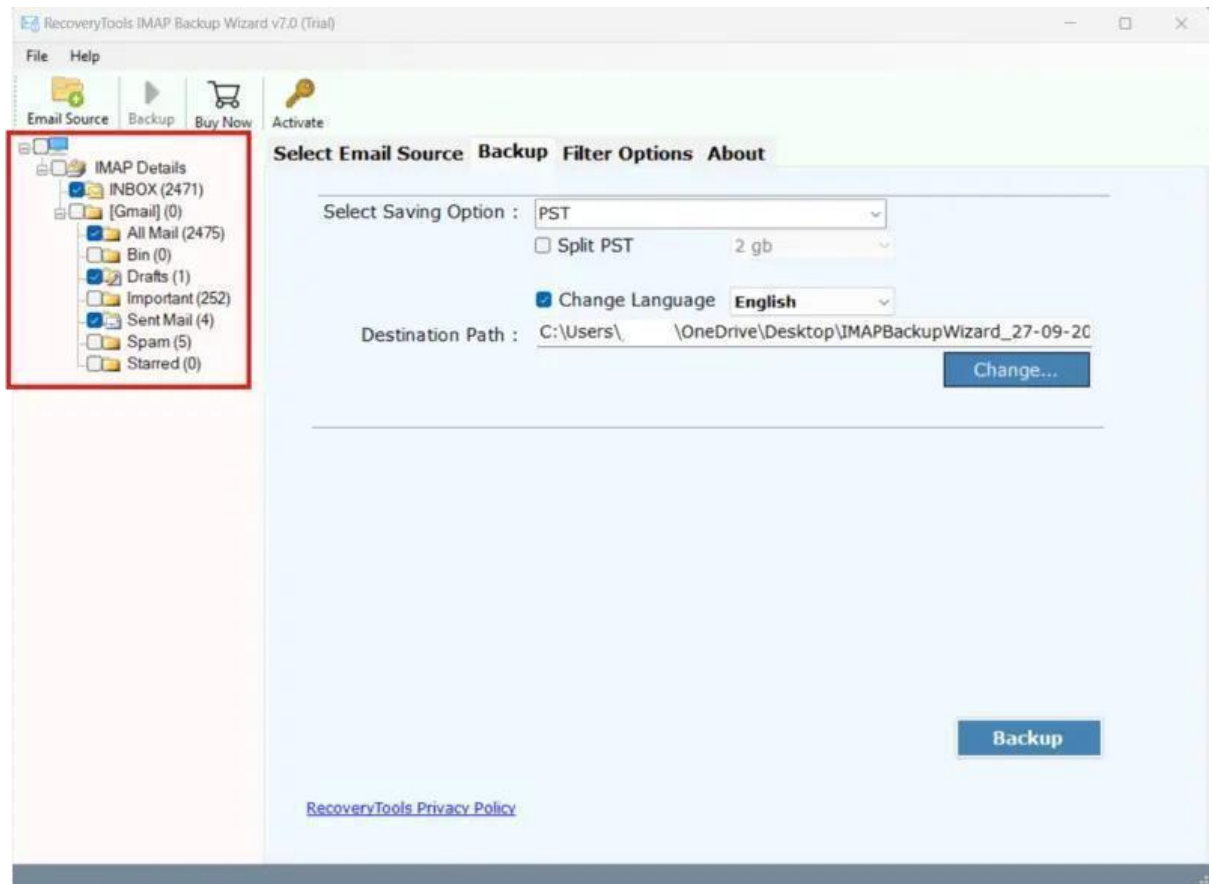 RecoveryTools IMAP Backup Wizard v7.0 (Trial)
File Help
Email Source Backup Buy Now Activate
IMAP Details
INBOX (2471)
[Gmail] (0)
All Mail (2475)
Bin (0)
Drafts (1)
Important (252)
Sent Mail (4)
Spam (5)
Starred (0)
Select Email Source Backup Filter Options About
Select Saving Option : PST
Split PST 2 gb
Change Language English
Destination Path : C:\Users\ \OneDrive\Desktop\IMAPBackupWizard_27-09-20
Change...
Backup
RecoveryTools Privacy Policy